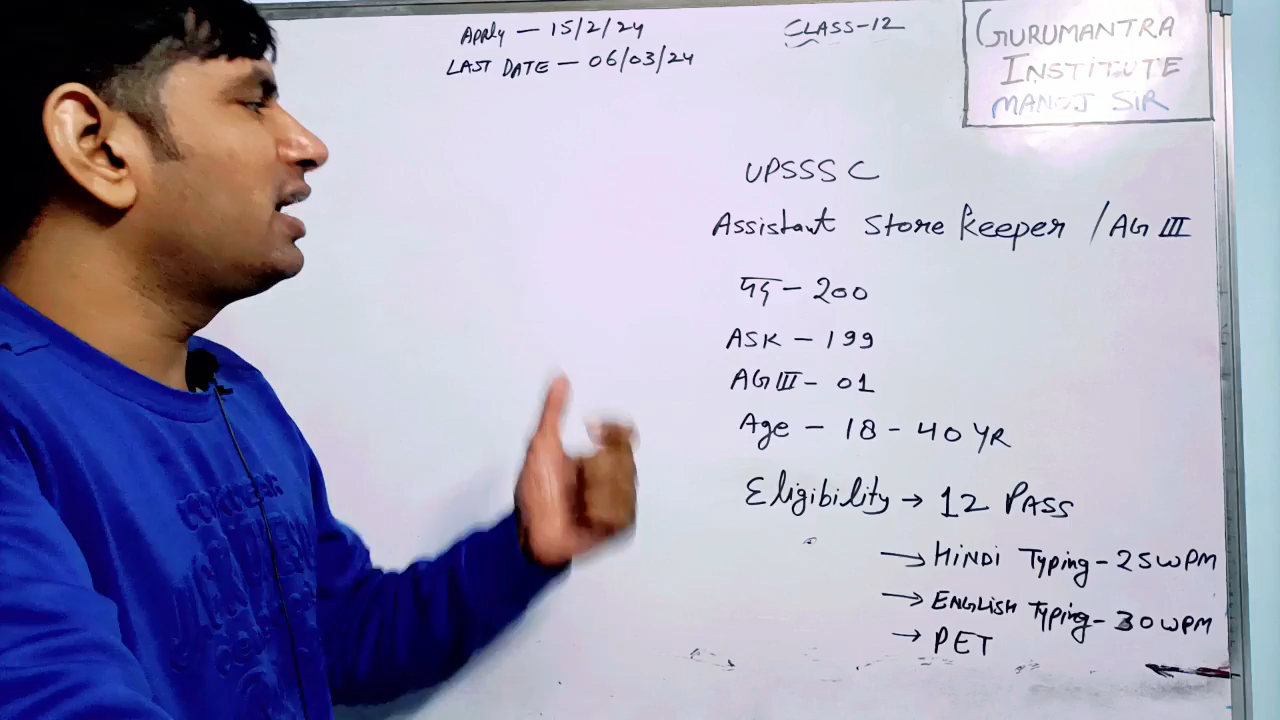 Apply — 15/2/24
LAST DATE — 06/03/24
CLASS-12
GURUMANTRA
INSTITUTE
MANOJ SIR
UPSSSC
Assistant Store Keeper / AG III
पद — 200
ASK — 199
AG III - 01
Age — 18 - 40 YR
Eligibility → 12 PASS
→ HINDI Typing - 25 WPM
→ ENGLISH Typing - 30 WPM
→ PET